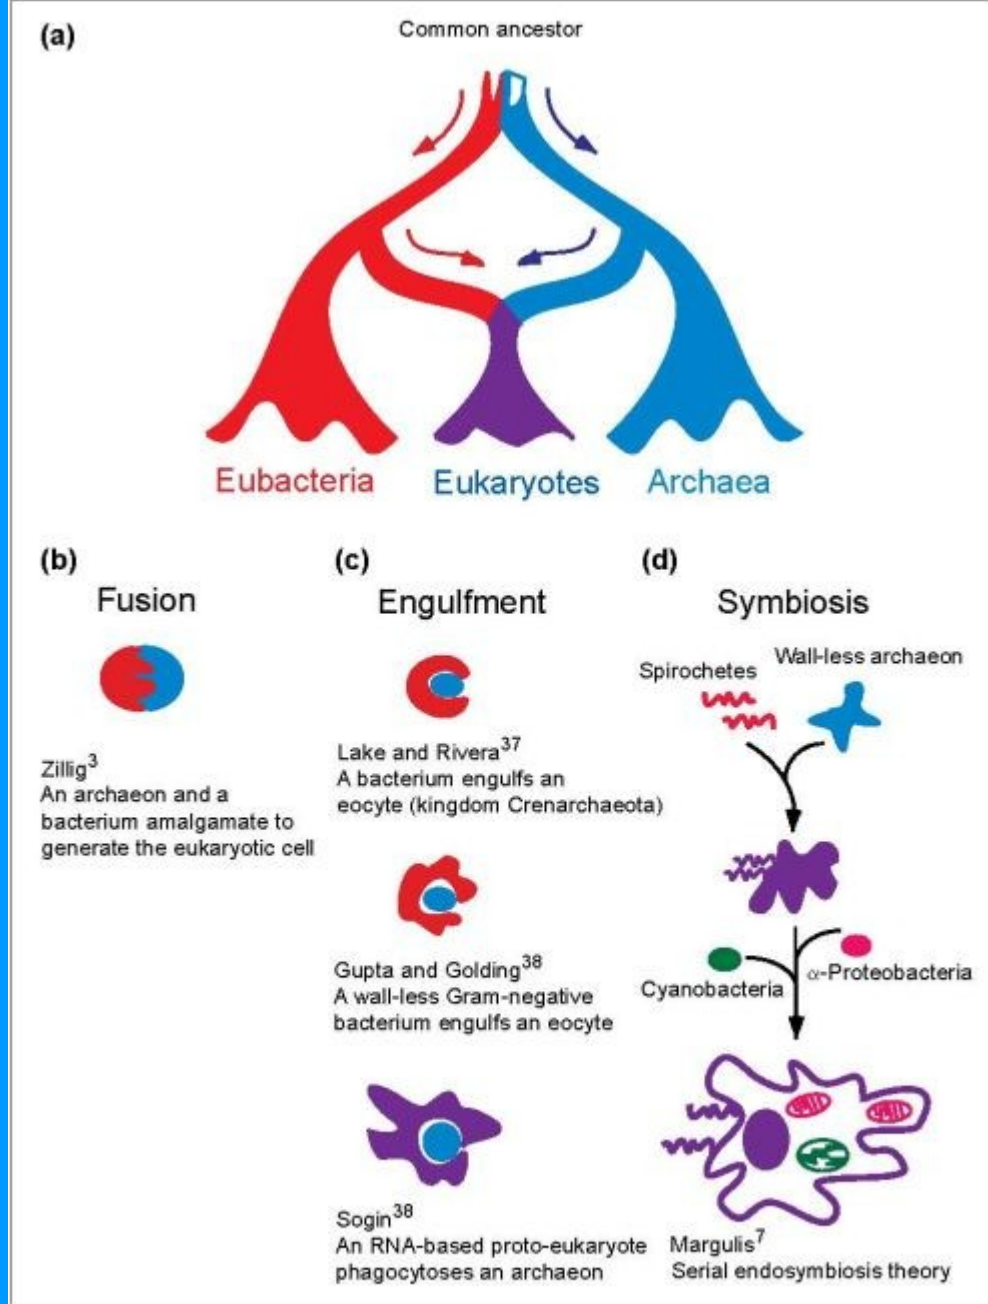 (a)
Common ancestor
Eubacteria
Eukaryotes
Archaea
(b)
Fusion
Zillig3
An archaeon and a
bacterium amalgamate to
generate the eukaryotic cell
(c)
Engulfment
Lake and Rivera37
A bacterium engulfs an
eocyte (kingdom Crenarchaeota)
Gupta and Golding38
A wall-less Gram-negative
bacterium engulfs an eocyte
Sogin38
An RNA-based proto-eukaryote
phagocytoses an archaeon
(d)
Symbiosis
Spirochetes
Wall-less archaeon
Cyanobacteria
α-Proteobacteria
Margulis7
Serial endosymbiosis theory